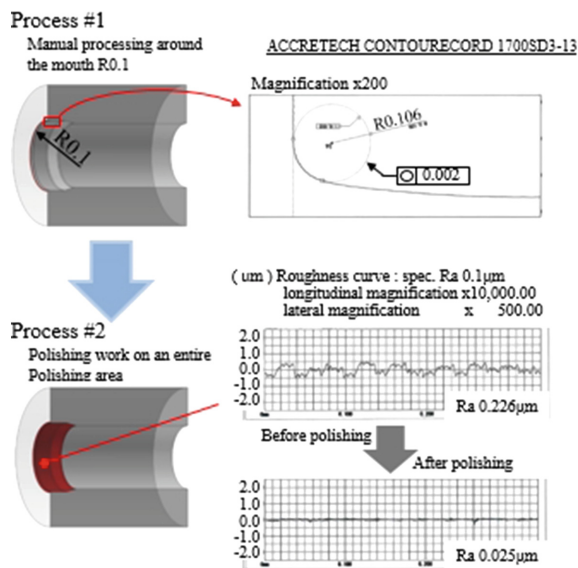 Process #1
Manual processing around
the mouth R0.1
R0.1
ACCRETECH CONTOURECORD 1700SD3-13
Magnification x200
R0.106
0.002
Process #2
Polishing work on an entire
Polishing area
( um ) Roughness curve : spec. Ra 0.1μm
longitudinal magnification x10,000.00
lateral magnification x 500.00
2.0
1.0
0.0
-1.0
-2.0
Ra 0.226μm
Before polishing
After polishing
2.0
1.0
0.0
-1.0
-2.0
Ra 0.025μm